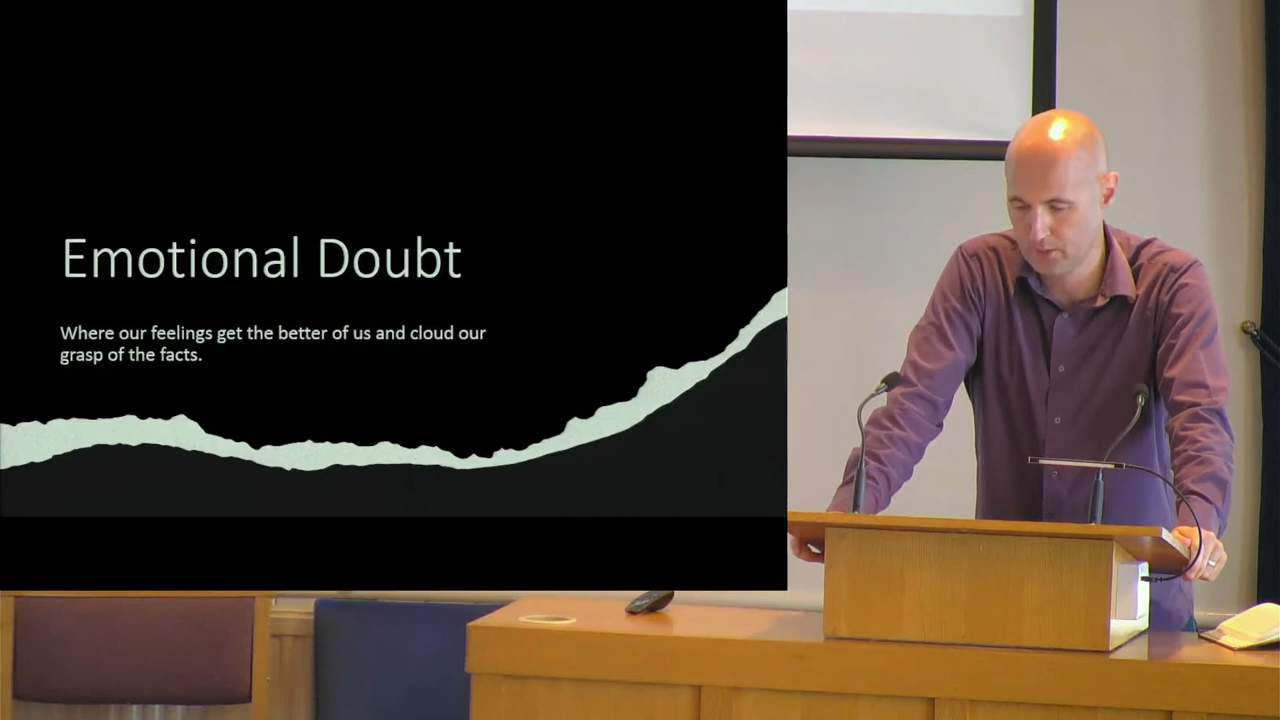 Emotional Doubt
Where our feelings get the better of us and cloud our
grasp of the facts.